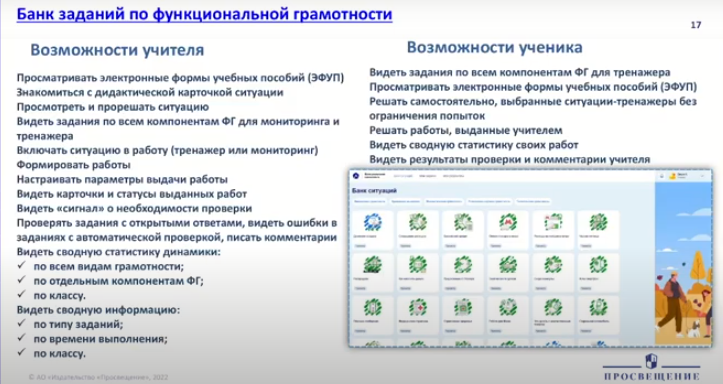 Банк заданий по функциональной грамотности
17
Возможности учителя
Просматривать электронные формы учебных пособий (ЭФУП)
Знакомиться с дидактической карточкой ситуации
Просмотреть и прорешать ситуацию
Видеть задания по всем компонентам ФГ для мониторинга и
тренажера
Включать ситуацию в работу (тренажер или мониторинг)
Формировать работы
Настраивать параметры выдачи работы
Видеть карточки и статусы выданных работ
Видеть «сигнал» о необходимости проверки
Проверять задания с открытыми ответами, видеть ошибки в
заданиях с автоматической проверкой, писать комментарии
Видеть сводную статистику динамики:
✓ по всем видам грамотности;
✓ по отдельным компонентам ФГ;
✓ по классу.
Видеть сводную информацию:
✓ по типу заданий;
✓ по времени выполнения;
✓ по классу.
Возможности ученика
Видеть задания по всем компонентам ФГ для тренажера
Просматривать электронные формы учебных пособий (ЭФУП)
Решать самостоятельно, выбранные ситуации-тренажеры без
ограничения попыток
Решать работы, выданные учителем
Видеть сводную статистику своих работ
Видеть результаты проверки и комментарии учителя
Банк ситуаций
© АО «Издательство «Просвещение», 2022
ПРОСВЕЩЕНИЕ